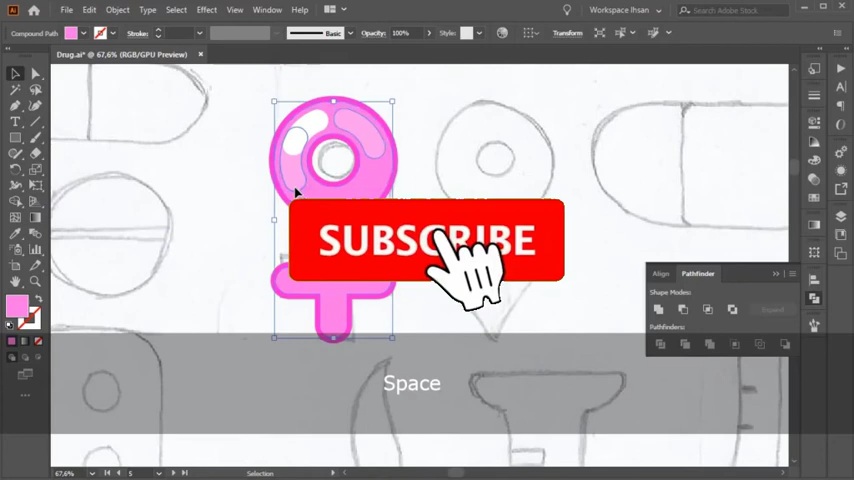 Ai
File Edit Object Type Select Effect View Window Help
Workspace Ihsan
Search Adobe Stock
Compound Path
Stroke:
Basic
Opacity: 100%
Style:
Transform
Drug.ai* @ 67,6% (RGB/GPU Preview) ×
SUBSCRIBE
Align Pathfinder
Shape Modes:
Expand
Pathfinders:
Space
67,6%
5
Selection